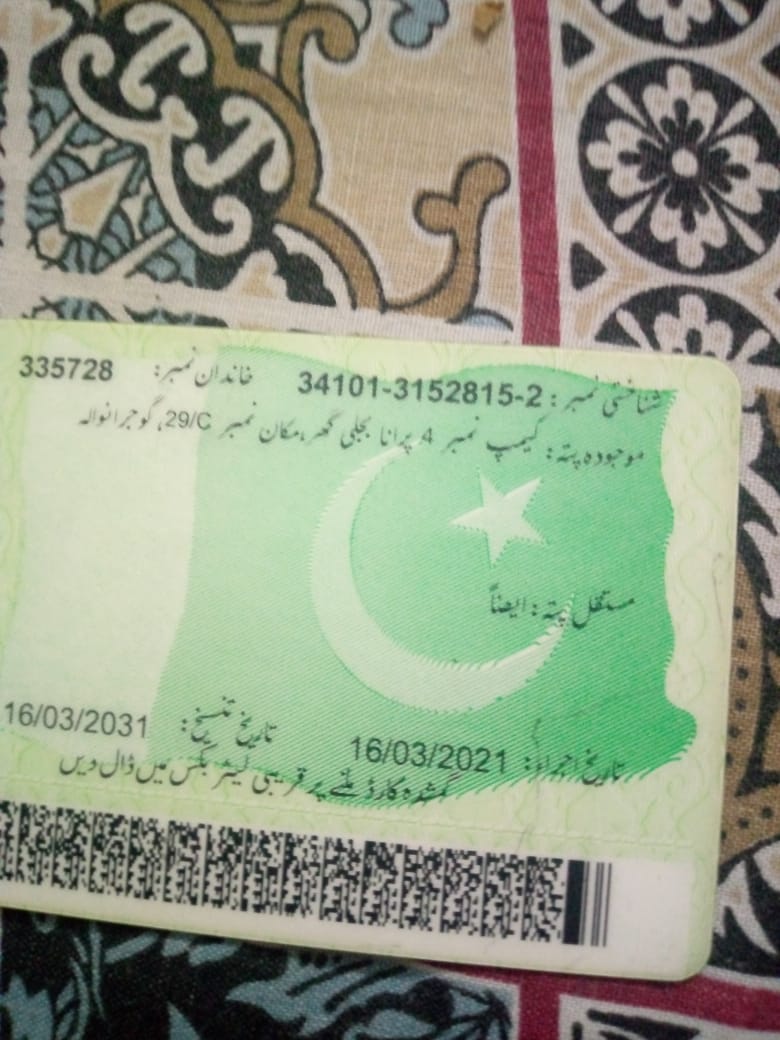 شناختی نمبر: 34101-3152815-2 خاندان نمبر: 335728
موجودہ پتہ: کیمپ نمبر 4 پرانا بجلی گھر، مکان نمبر 29/C، گوجرانوالہ
مستقل پتہ: ایضاً
تاریخ اجراء: 16/03/2021 تاریخ تنسیخ: 16/03/2031
گمشدہ کارڈ ملنے پر قریبی لیٹر بکس میں ڈال دیں